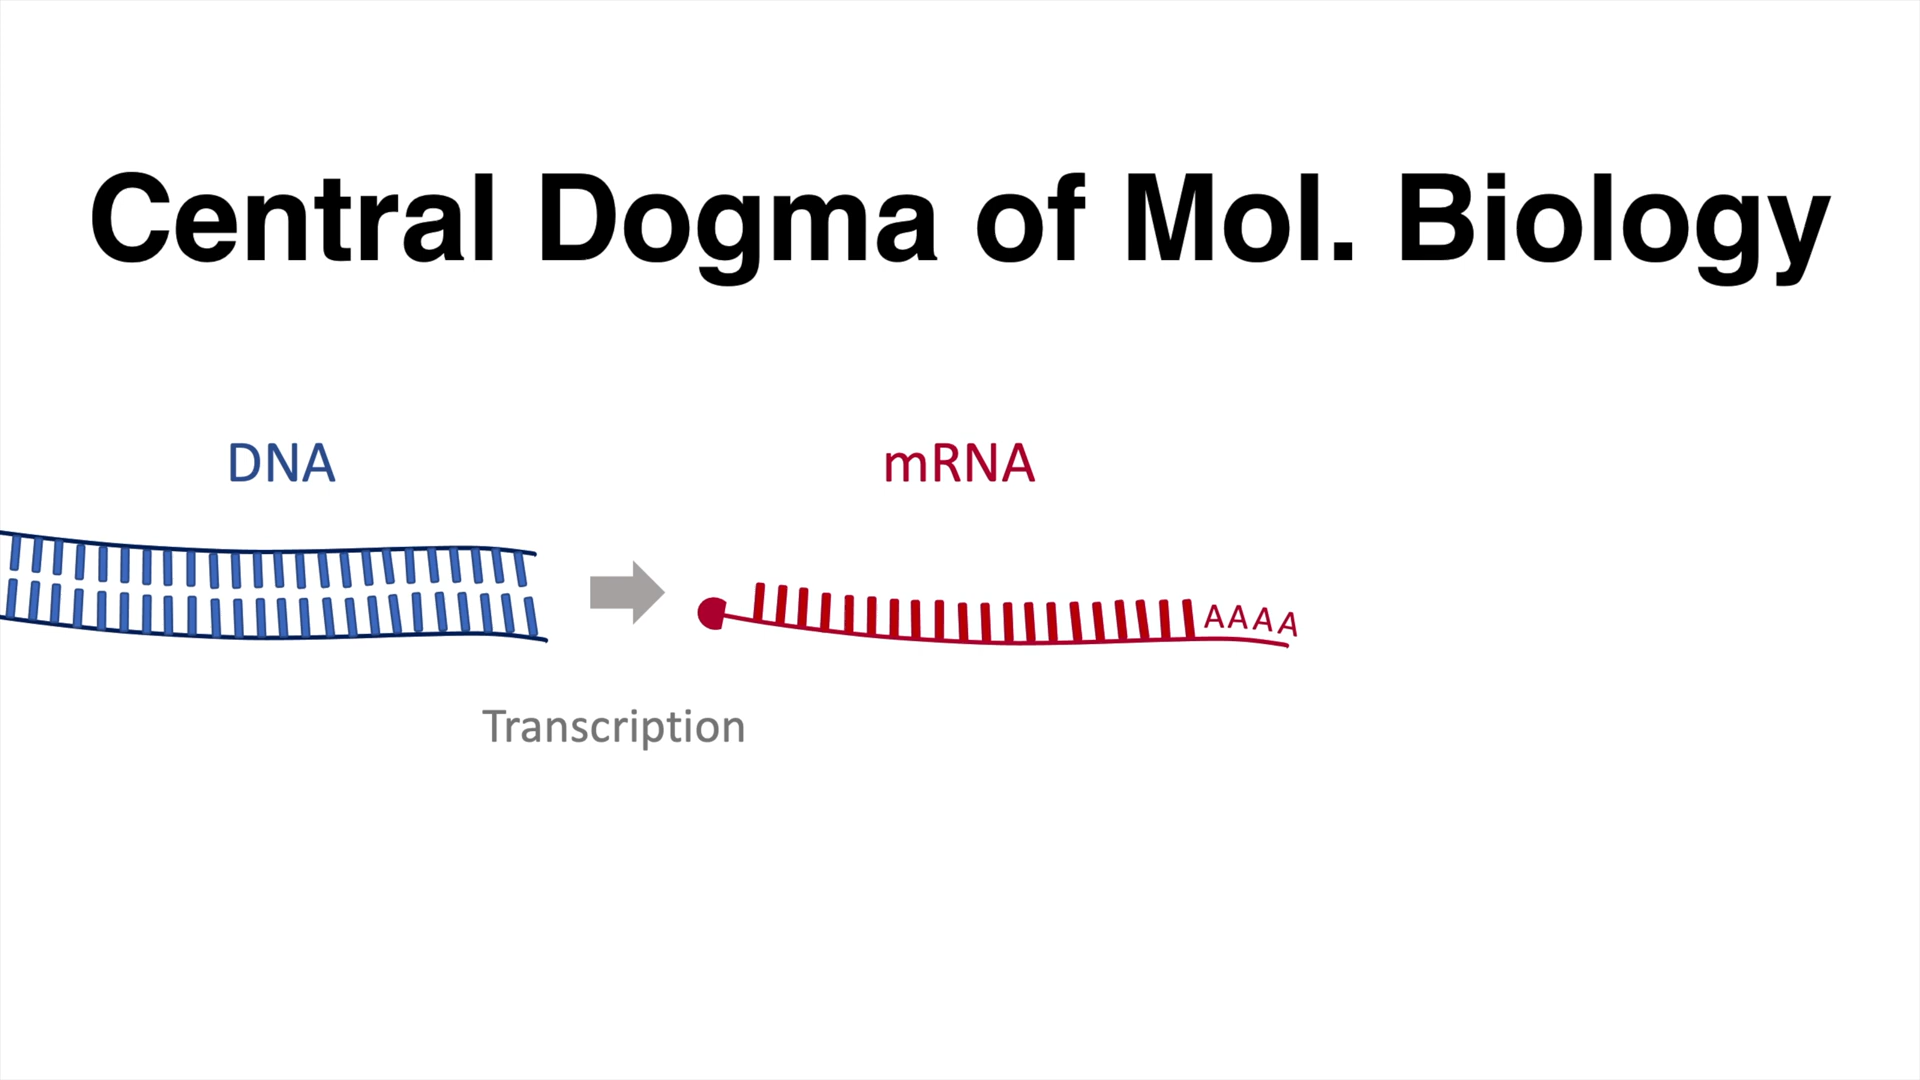 Central Dogma of Mol. Biology
DNA
mRNA
AAAA
Transcription